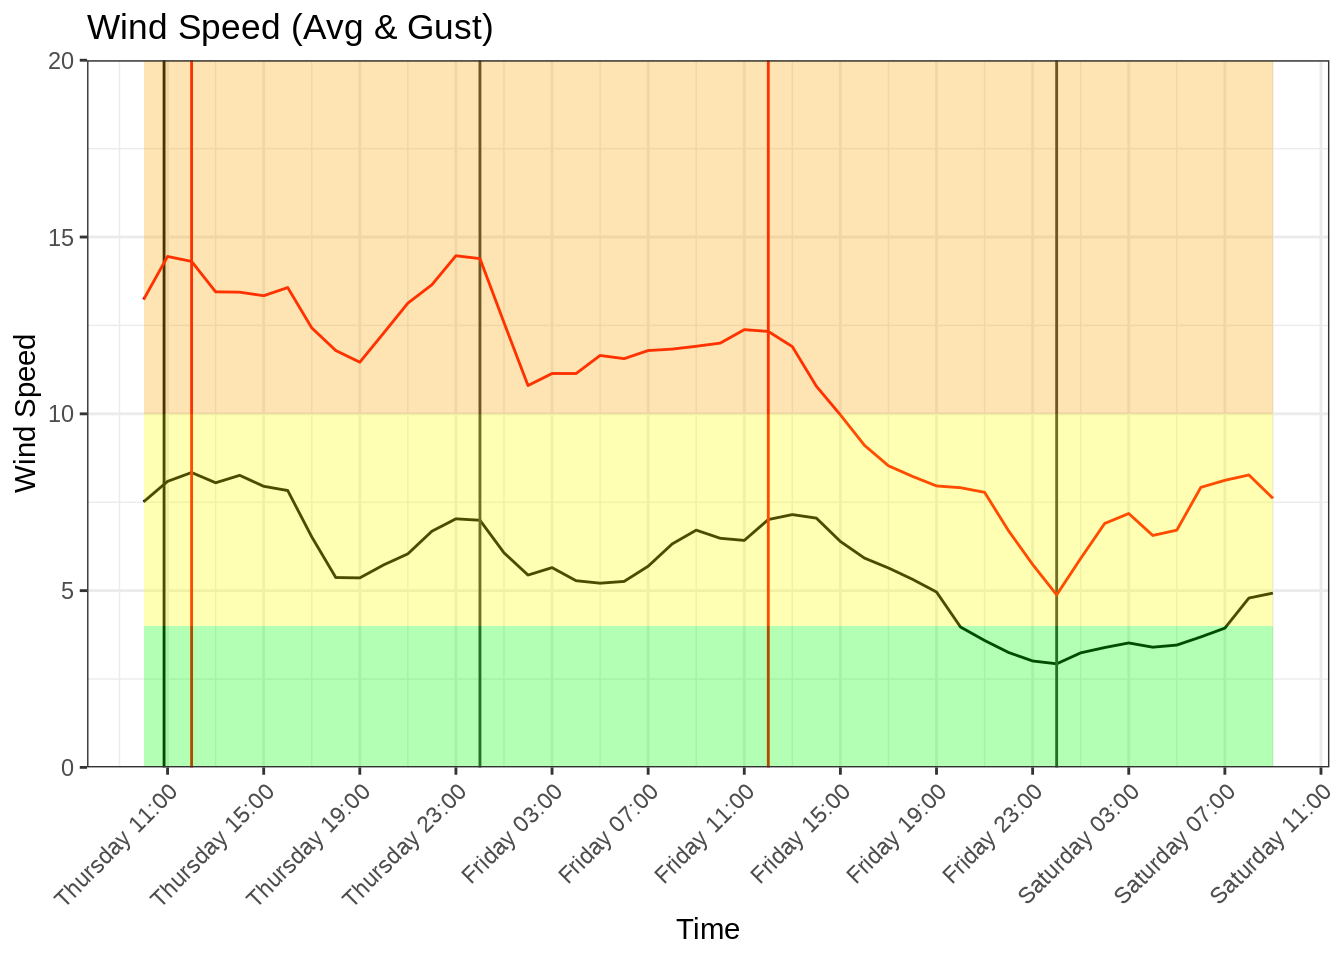 Wind Speed (Avg & Gust)
20
15
10
5
0
Wind Speed
Thursday 11:00
Thursday 15:00
Thursday 19:00
Thursday 23:00
Friday 03:00
Friday 07:00
Friday 11:00
Friday 15:00
Friday 19:00
Friday 23:00
Saturday 03:00
Saturday 07:00
Saturday 11:00
Time